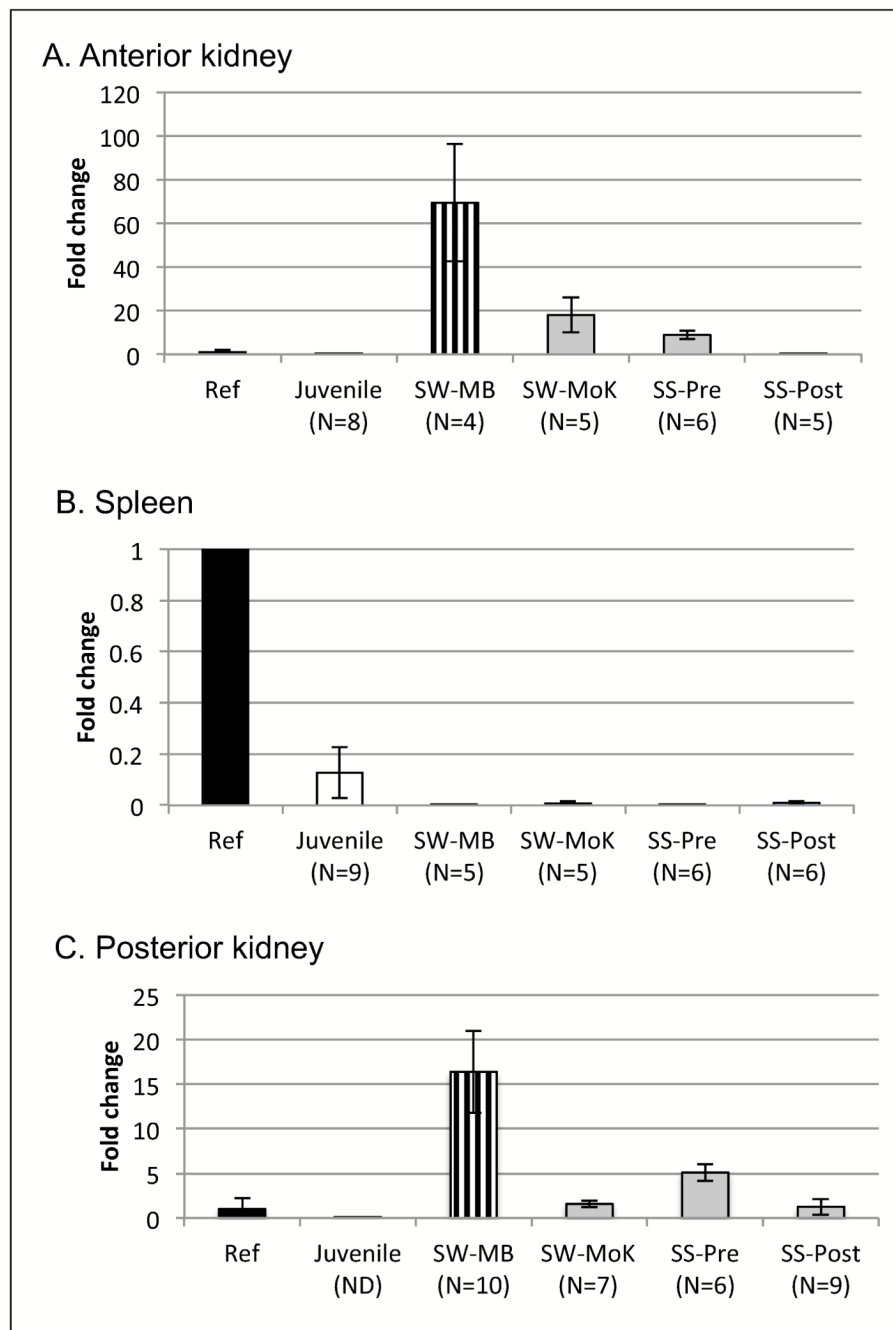 A. Anterior kidney
120
100
80
60
40
20
0
Fold change
Ref Juvenile SW-MB SW-MoK SS-Pre SS-Post
(N=8) (N=4) (N=5) (N=6) (N=5)
B. Spleen
1
0.8
0.6
0.4
0.2
0
Fold change
Ref Juvenile SW-MB SW-MoK SS-Pre SS-Post
(N=9) (N=5) (N=5) (N=6) (N=6)
C. Posterior kidney
25
20
15
10
5
0
Fold change
Ref Juvenile SW-MB SW-MoK SS-Pre SS-Post
(ND) (N=10) (N=7) (N=6) (N=9)